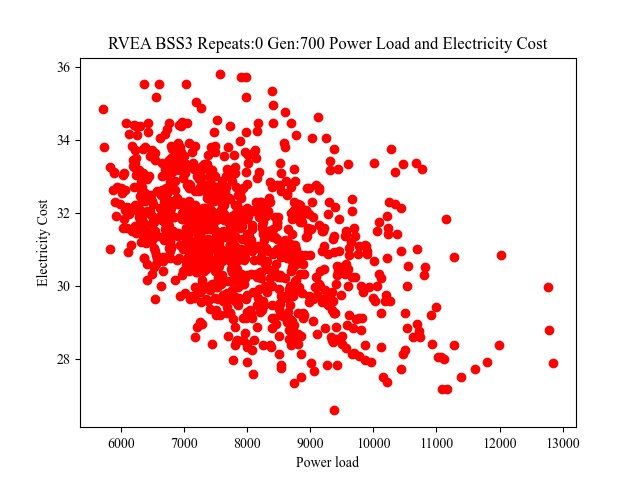 RVEA BSS3 Repeats:0 Gen:700 Power Load and Electricity Cost
36
34
32
30
28
Electricity Cost
6000 7000 8000 9000 10000 11000 12000 13000
Power load